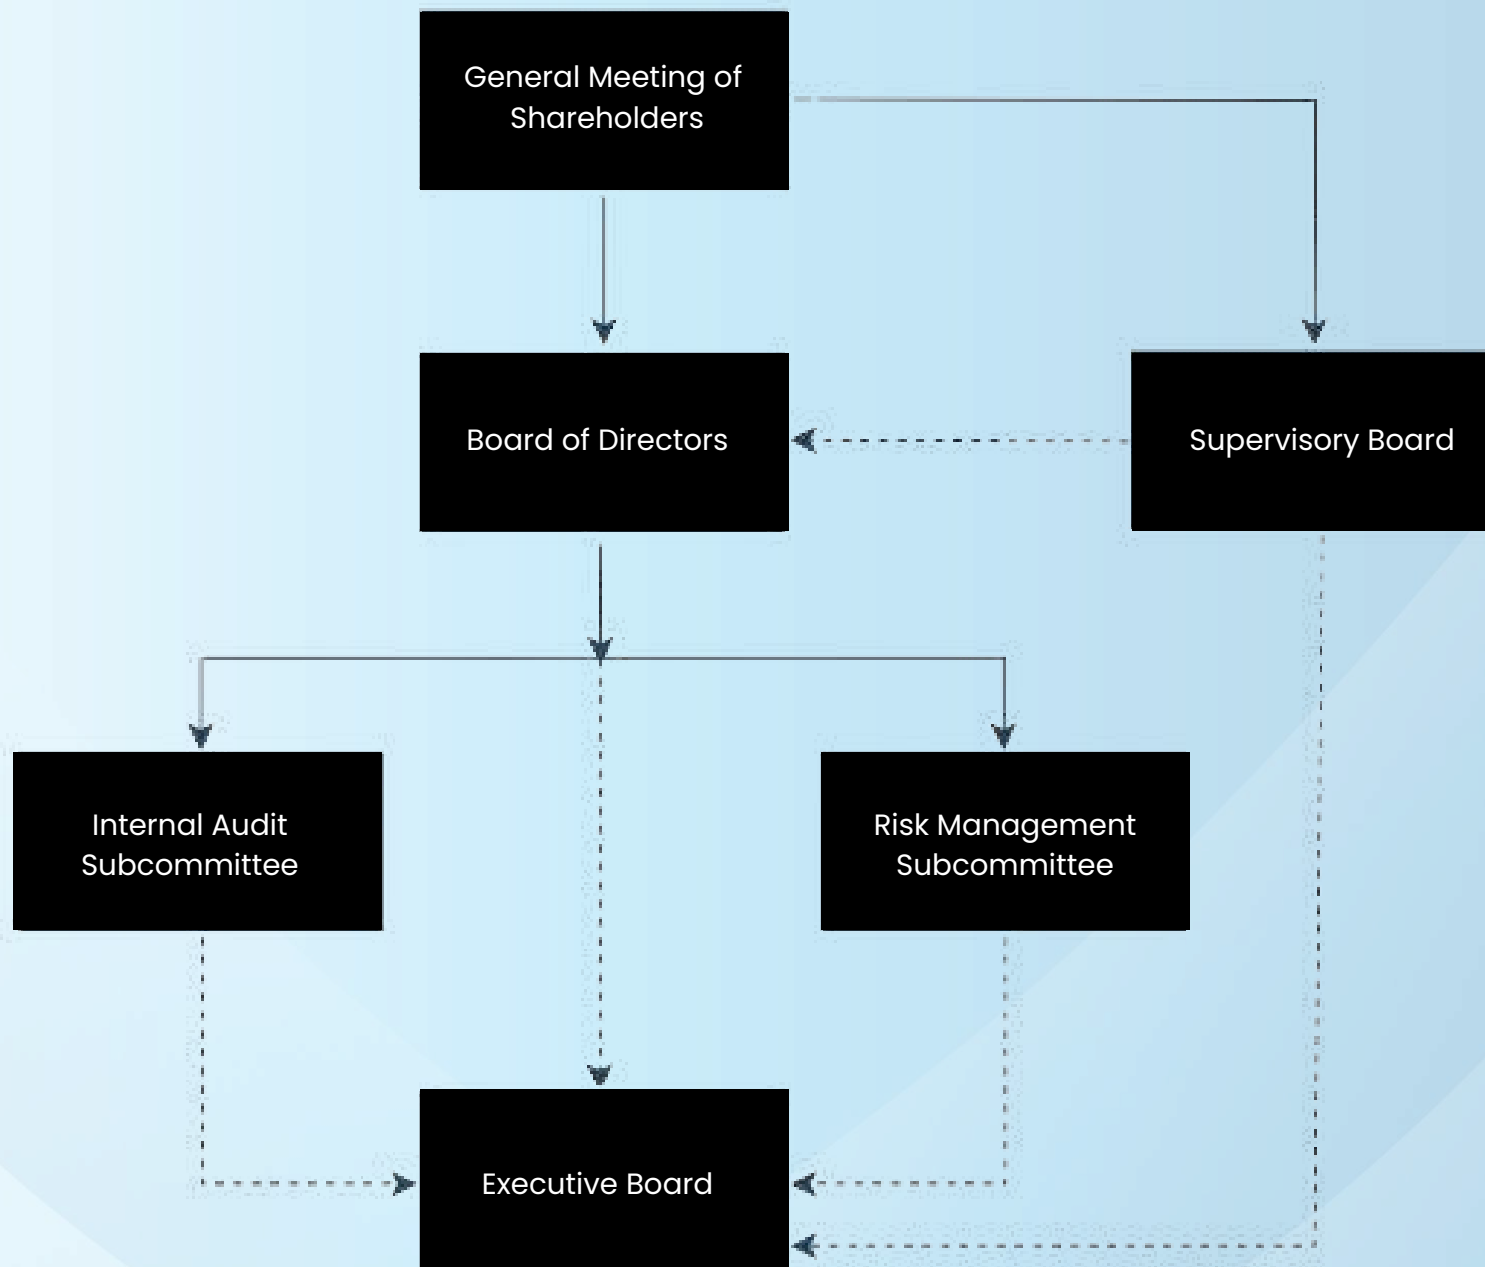 General Meeting of
Shareholders
Board of Directors
Supervisory Board
Internal Audit
Subcommittee
Risk Management
Subcommittee
Executive Board